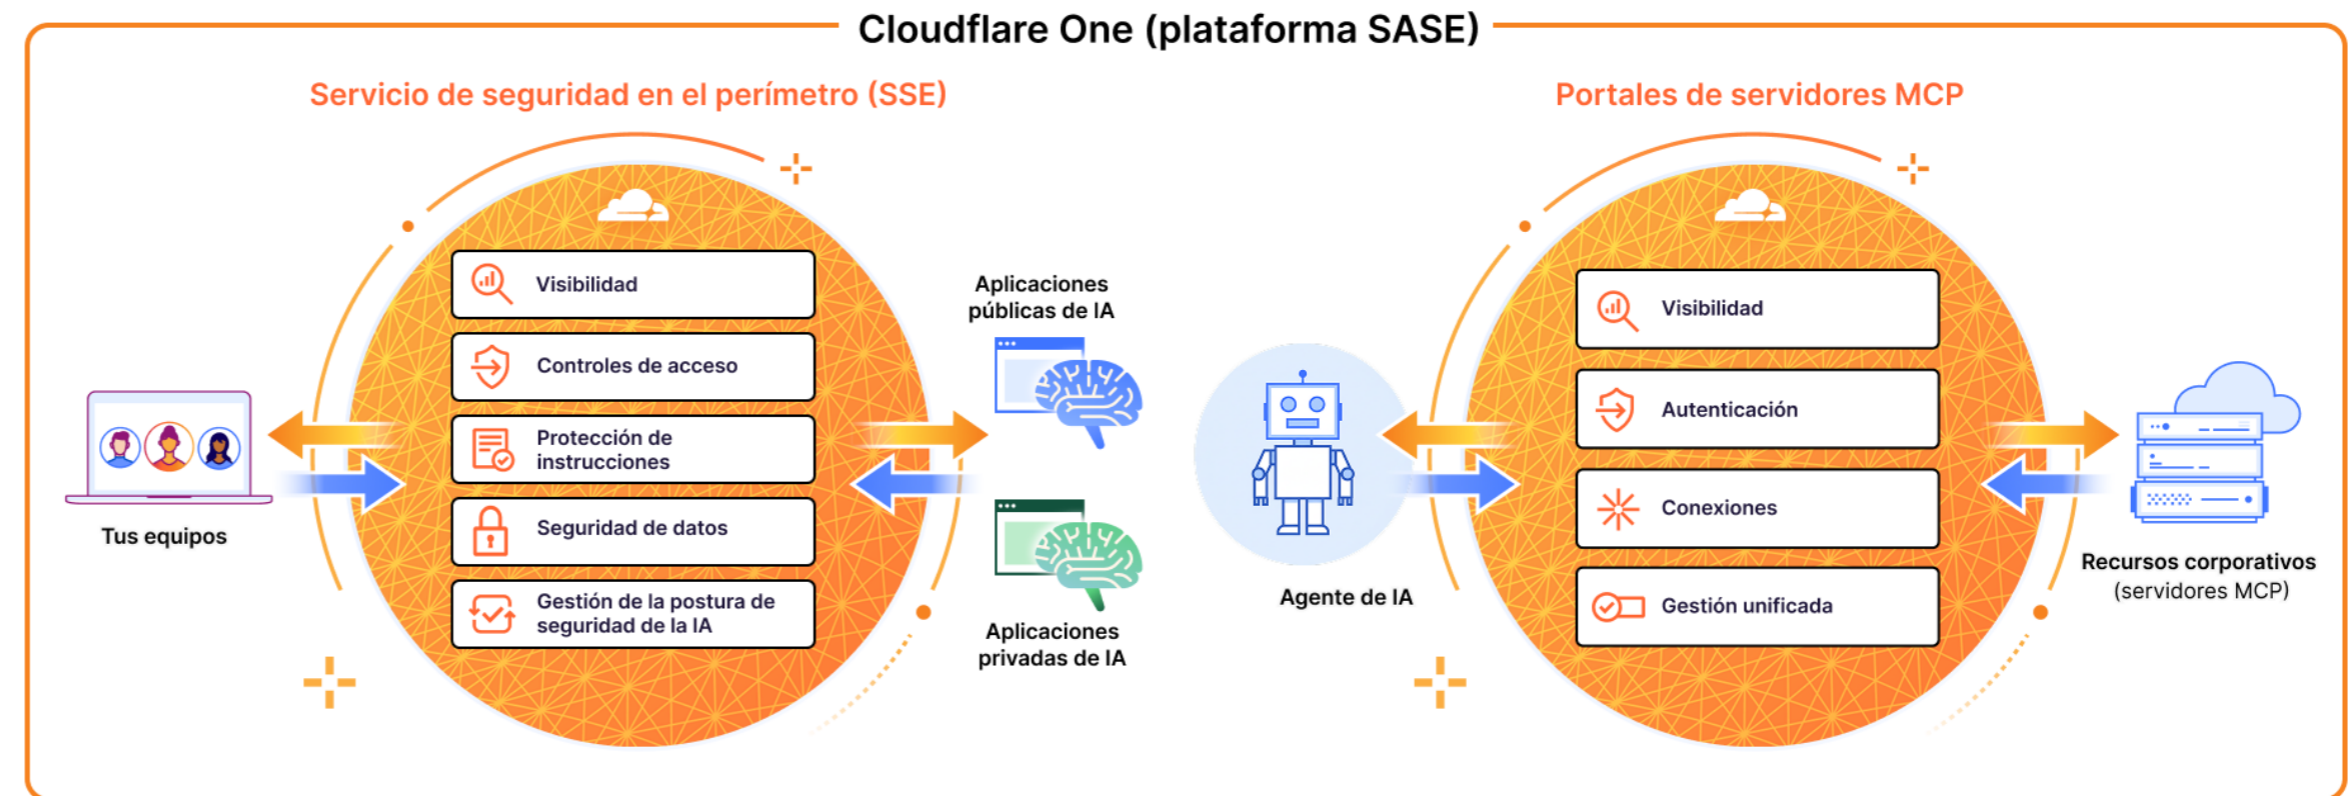 Cloudflare One (plataforma SASE)
Servicio de seguridad en el perímetro (SSE)
Visibilidad
Controles de acceso
Protección de
instrucciones
Seguridad de datos
Gestión de la postura de
seguridad de la IA
Tus equipos
Aplicaciones
públicas de IA
Aplicaciones
privadas de IA
Portales de servidores MCP
Agente de IA
Visibilidad
Autenticación
Conexiones
Gestión unificada
Recursos corporativos
(servidores MCP)